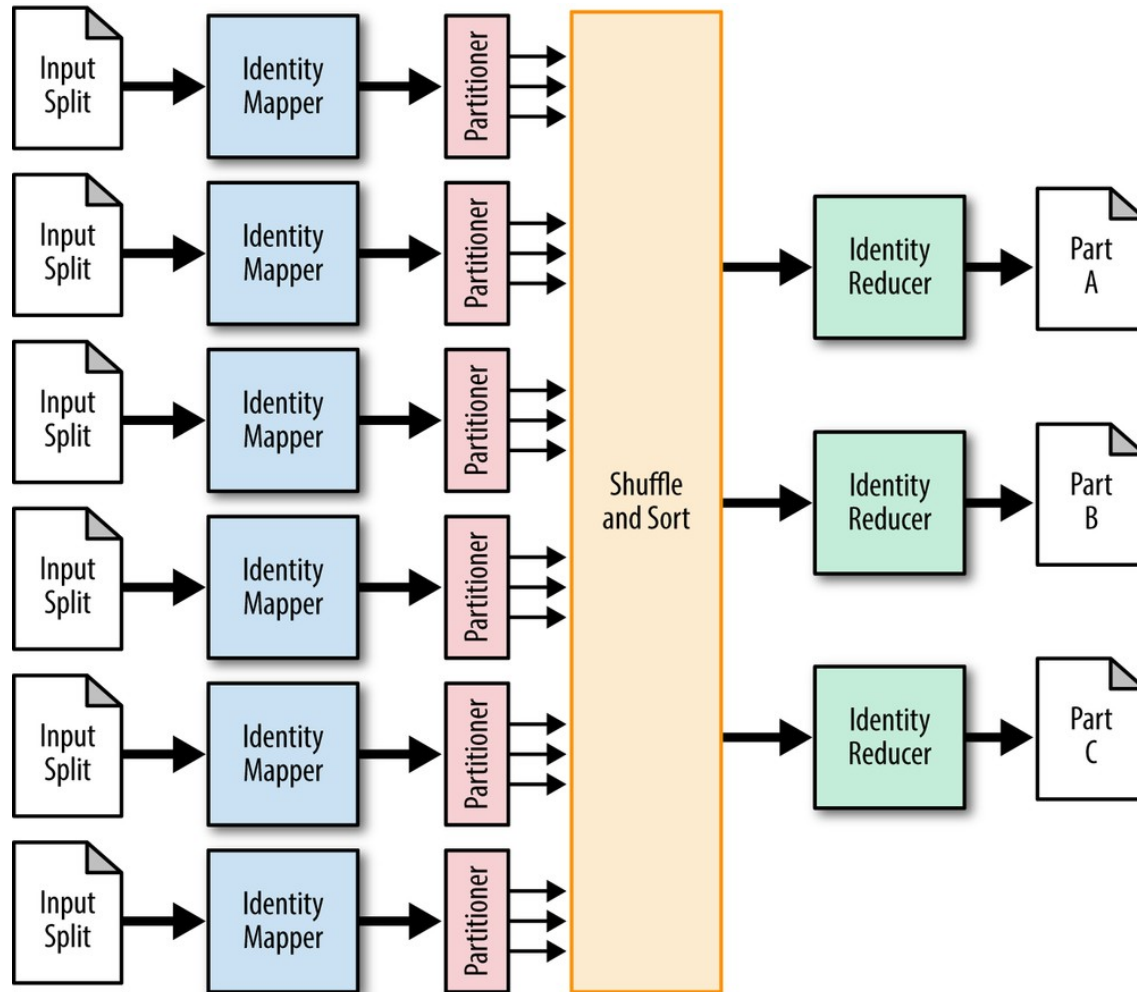 Input
Split
Identity
Mapper
Partitioner
Input
Split
Identity
Mapper
Partitioner
Input
Split
Identity
Mapper
Partitioner
Input
Split
Identity
Mapper
Partitioner
Input
Split
Identity
Mapper
Partitioner
Input
Split
Identity
Mapper
Partitioner
Shuffle
and Sort
Identity
Reducer
Part
A
Identity
Reducer
Part
B
Identity
Reducer
Part
C